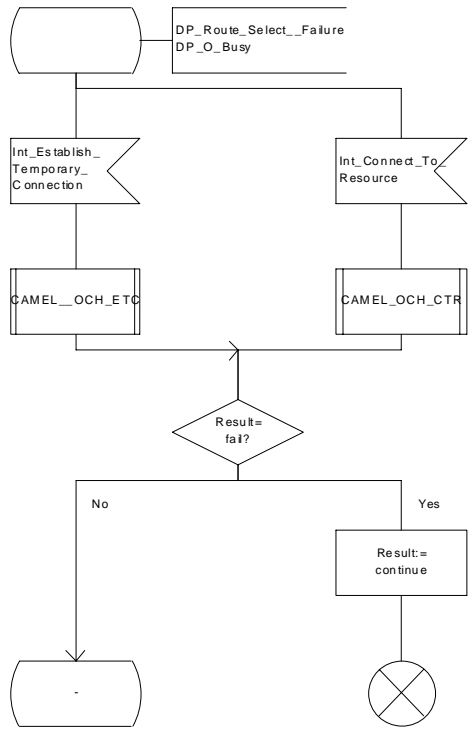 DP_Route_Select__Failure
DP_O_Busy
Int_Establish_
Temporary_
Connection
Int_Connect_To_
Resource
CAMEL__OCH_ETC
CAMEL_OCH_CTR
Result=
fail?
No
Yes
Result:=
continue
-